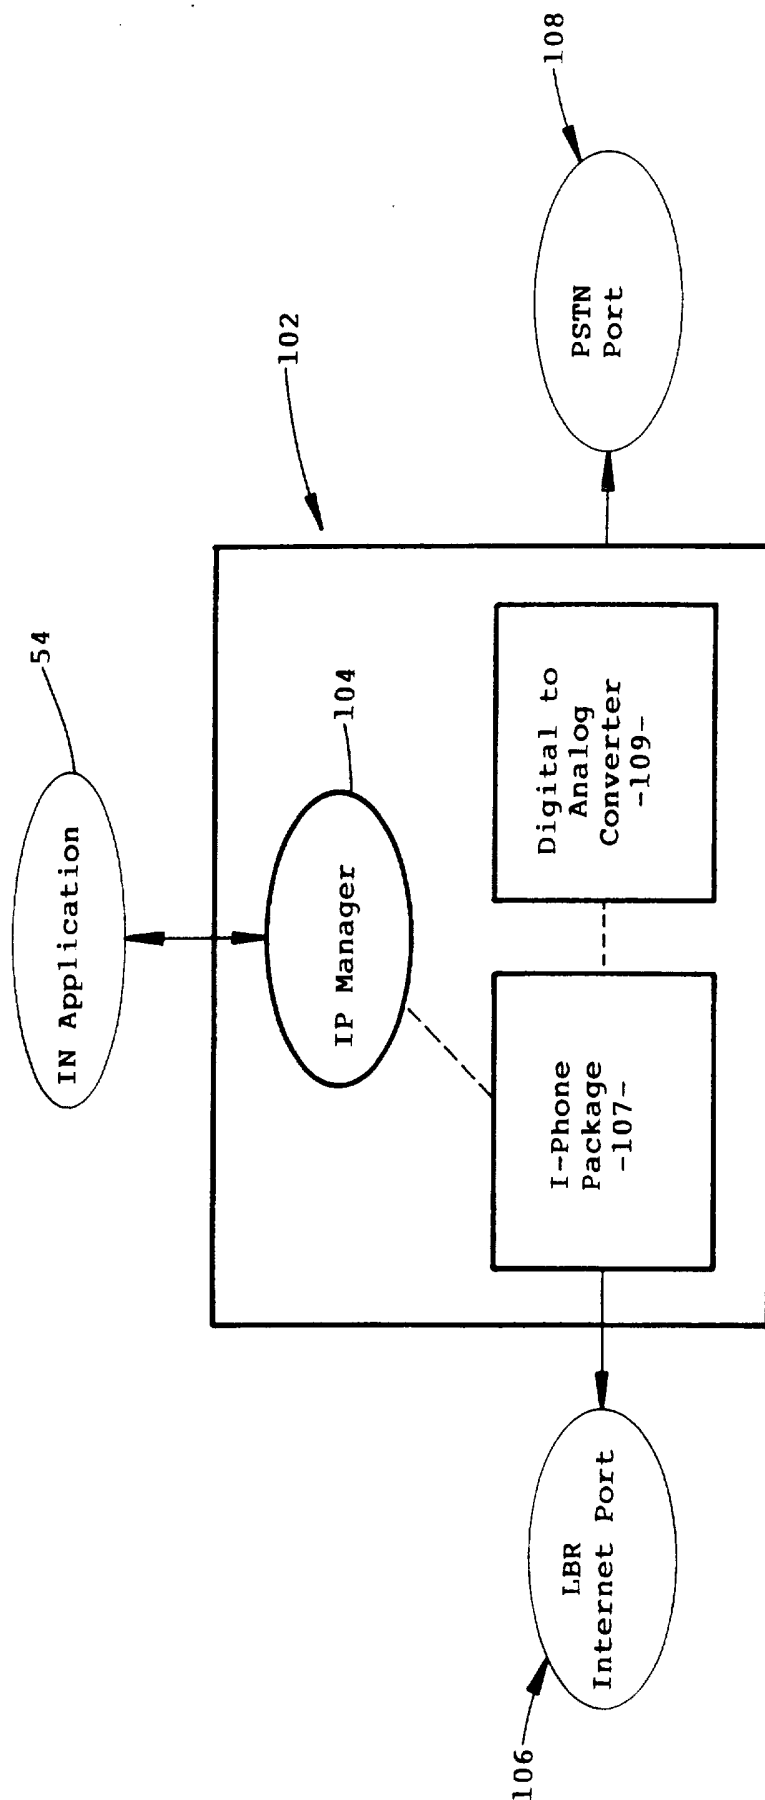 54
IN Application
102
104
IP Manager
108
PSTN
Port
106
LBR
Internet Port
I-Phone
Package
-107-
Digital to
Analog
Converter
-109-